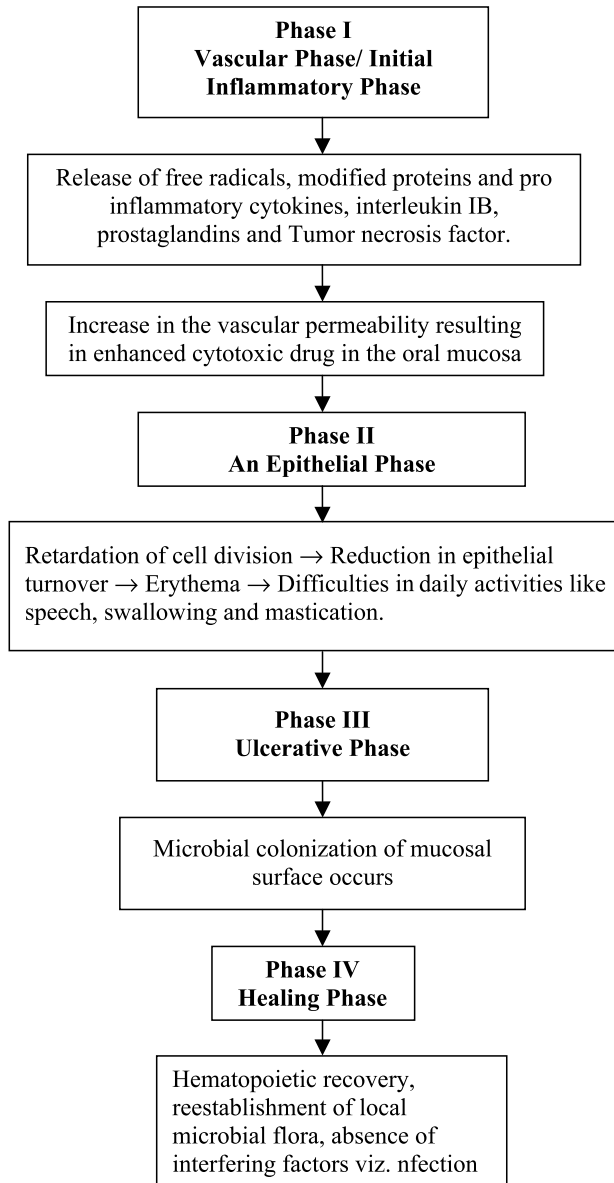 Phase I
Vascular Phase/ Initial
Inflammatory Phase
Release of free radicals, modified proteins and pro
inflammatory cytokines, interleukin IB,
prostaglandins and Tumor necrosis factor.
Increase in the vascular permeability resulting
in enhanced cytotoxic drug in the oral mucosa
Phase II
An Epithelial Phase
Retardation of cell division → Reduction in epithelial
turnover → Erythema → Difficulties in daily activities like
speech, swallowing and mastication.
Phase III
Ulcerative Phase
Microbial colonization of mucosal
surface occurs
Phase IV
Healing Phase
Hematopoietic recovery,
reestablishment of local
microbial flora, absence of
interfering factors viz. nfection